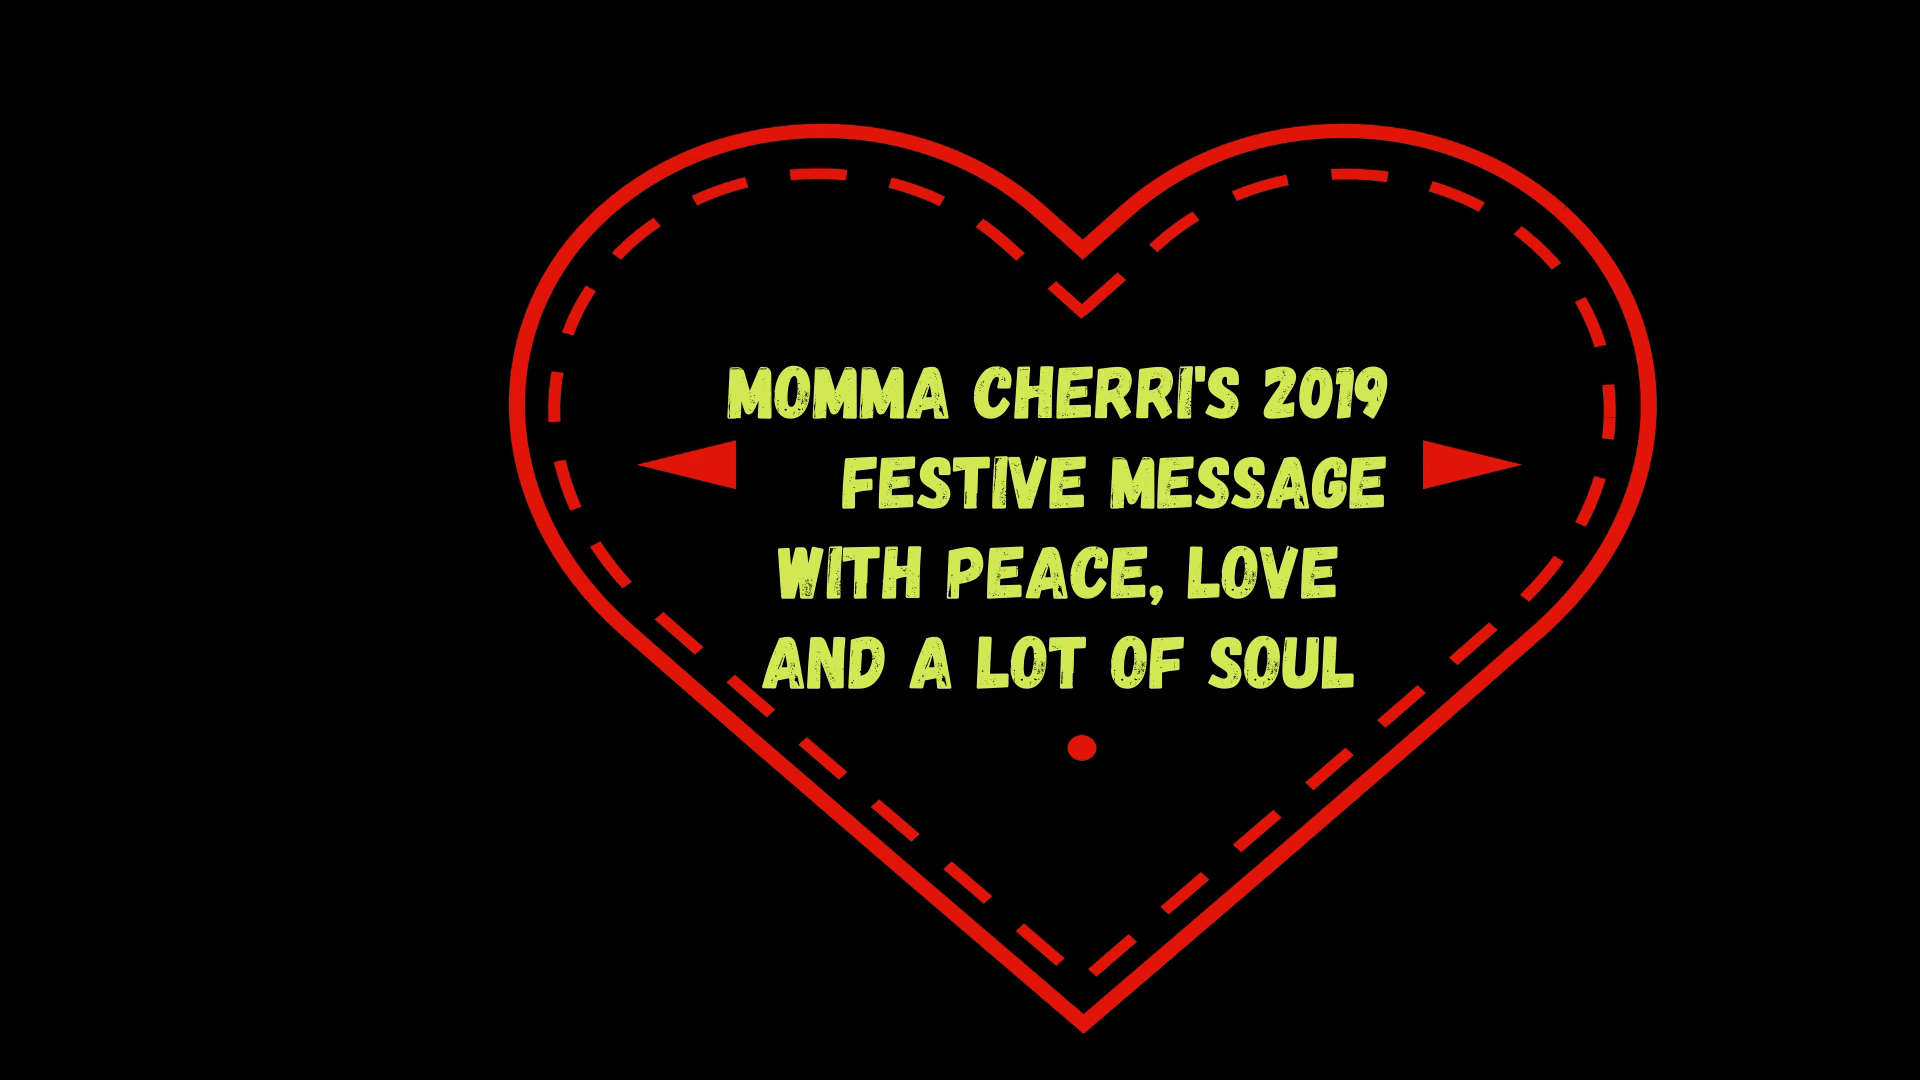 MOMMA CHERRI'S 2019
FESTIVE MESSAGE
WITH PEACE, LOVE
AND A LOT OF SOUL